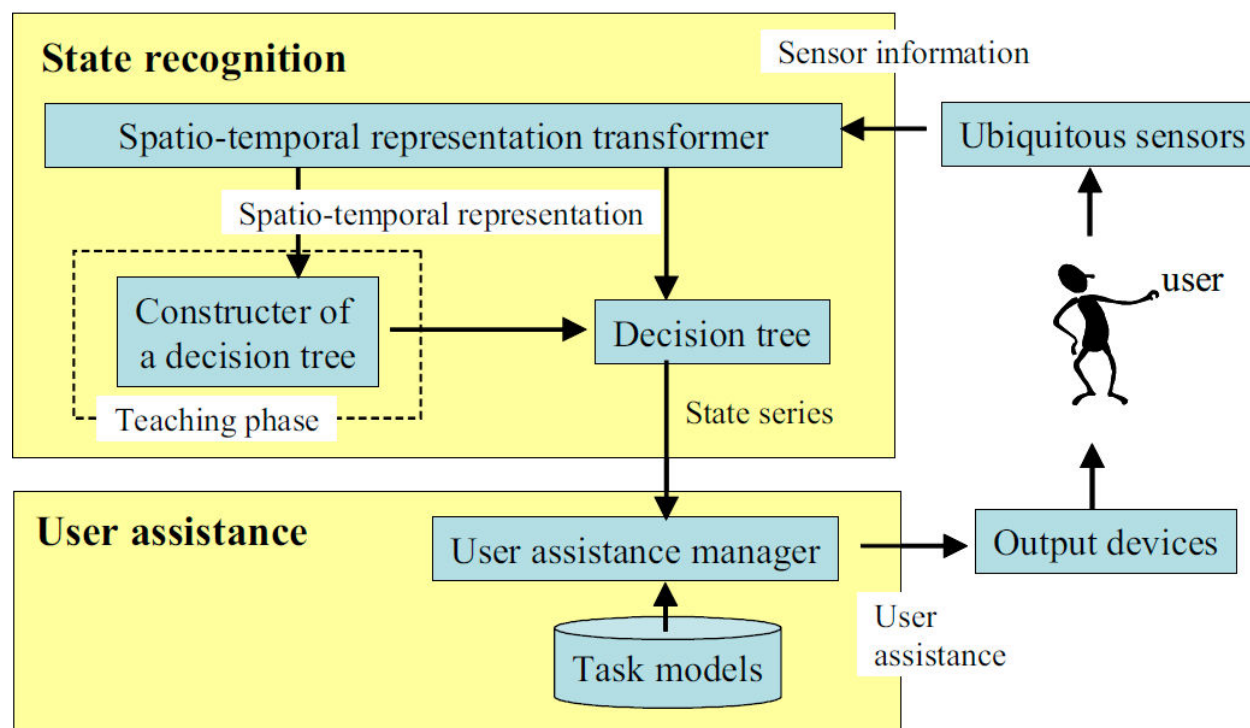 State recognition
Sensor information
Spatio-temporal representation transformer
Ubiquitous sensors
Spatio-temporal representation
user
Constructer of
a decision tree
Decision tree
Teaching phase
State series
User assistance
User assistance manager
Output devices
User
assistance
Task models